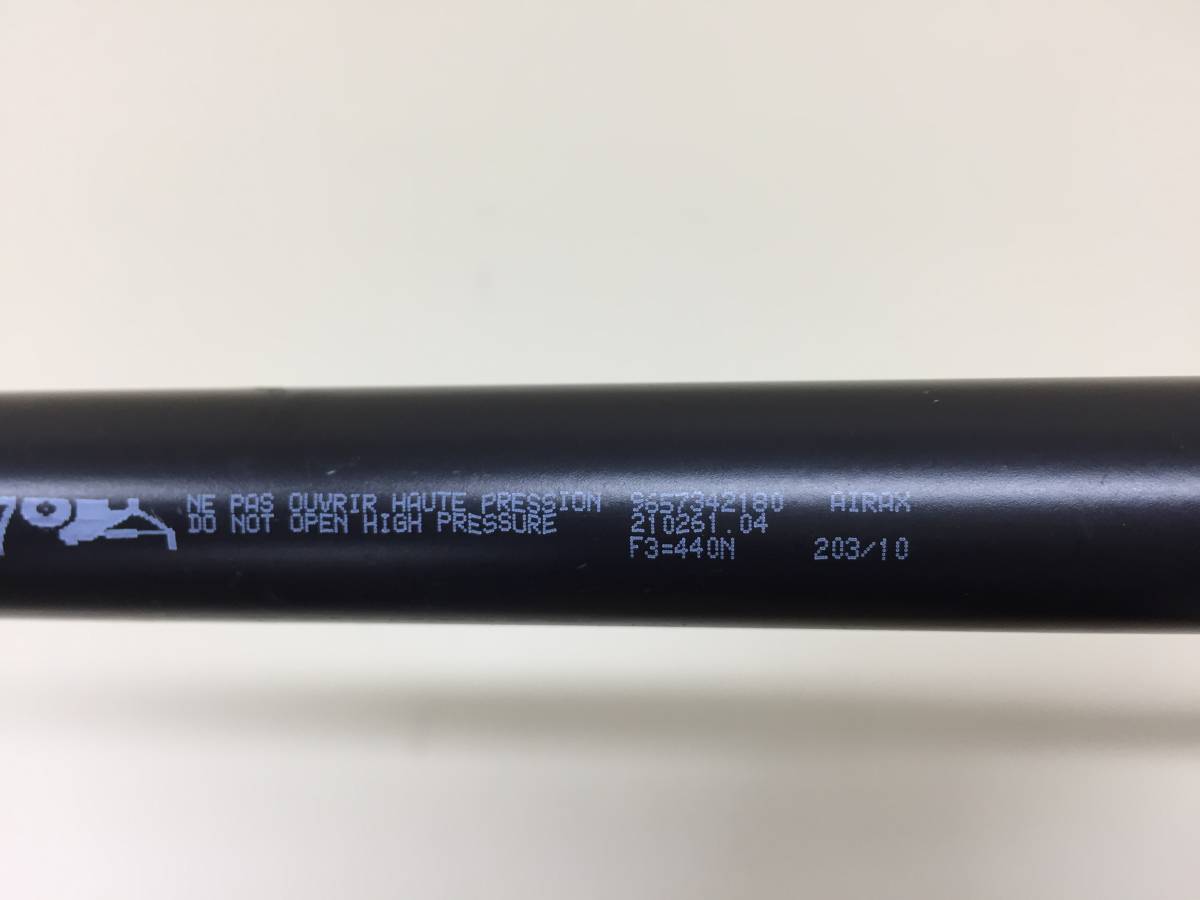 NE PAS OUVRIR HAUTE PRESSION 9657342180 AIRAX
DO NOT OPEN HIGH PRESSURE 210261.04
F3=440N 203/10